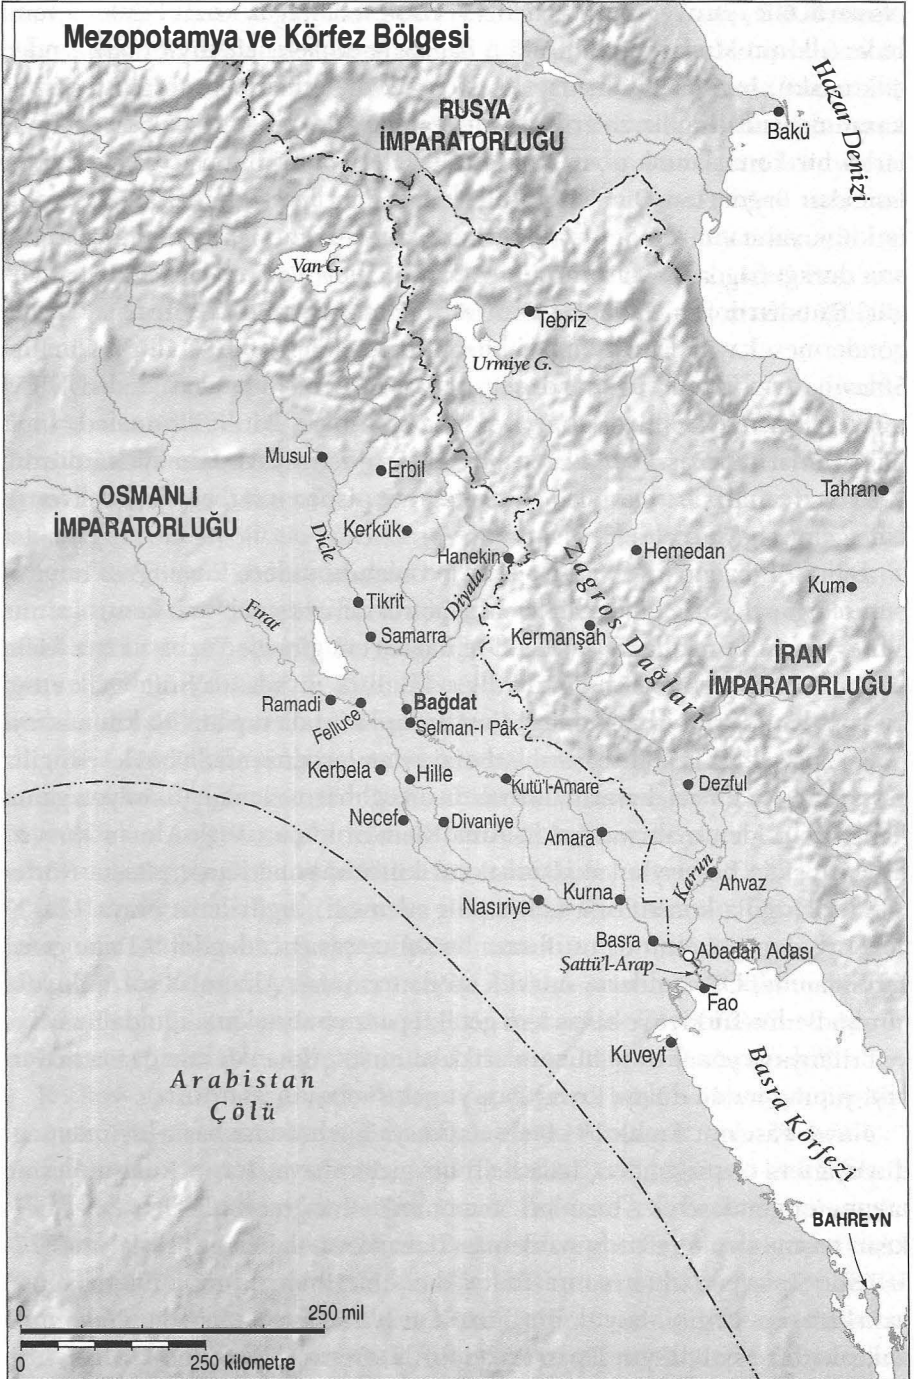 Mezopotamya ve Körfez Bölgesi
RUSYA
İMPARATORLUĞU
Hazar Denizi
Bakü
Van G.
Tebriz
Urmiye G.
Musul
Erbil
Tahran
OSMANLI
İMPARATORLUĞU
Dicle
Kerkük
Hanekin
Zagros Dağları
Hemedan
Diyala
Kum
Tikrit
Fırat
Samarra
Kermanşah
İRAN
İMPARATORLUĞU
Ramadi
Felluce
Bağdat
Selman-ı Pâk
Kerbela
Hille
Kutü'l-Amare
Dezful
Necef
Divaniye
Amara
Karun
Ahvaz
Nasıriye
Kurna
Basra
Abadan Adası
Şattü'l-Arap
Fao
Kuveyt
Basra Körfezi
Arabistan
Çölü
BAHREYN
0 250 mil
0 250 kilometre